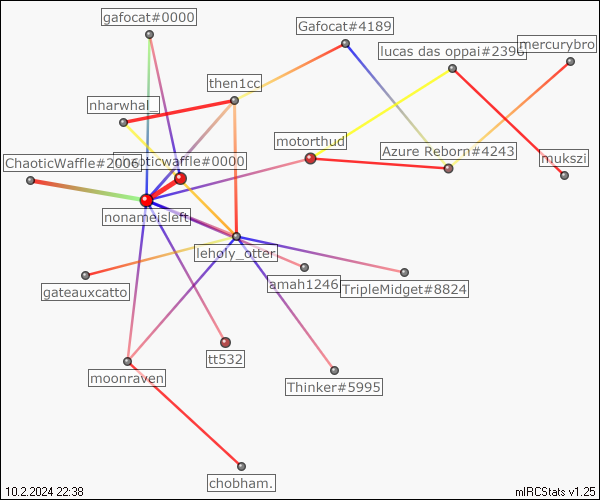 gafocat#0000
Gafocat#4189
mercurybro
lucas das oppai#2396
then1cc
nharwhal_
motorthud
Azure Reborn#4243
mukszi
ChaoticWaffle#2006
oticwaffle#0000
nonameisleft
leholy_otter
gateauxcatto
amah1246
TripleMidget#8824
tt532
moonraven
Thinker#5995
chobham.
10.2.2024 22:38
mIRCStats v1.25